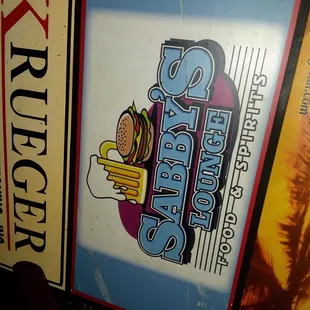 KRUEGER
SABBY'S
LOUNGE
FOOD & SPIRITS